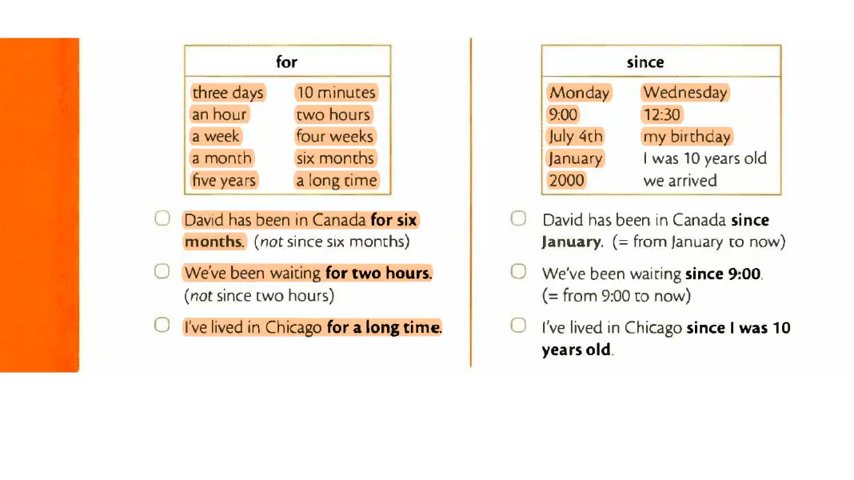 for
three days 10 minutes
an hour two hours
a week four weeks
a month six months
five years a long time
David has been in Canada for six
months. (not since six months)
We've been waiting for two hours.
(not since two hours)
I've lived in Chicago for a long time.
since
Monday Wednesday
9:00 12:30
July 4th my birthday
January I was 10 years old
2000 we arrived
David has been in Canada since
January. (= from January to now)
We've been waiting since 9:00.
(= from 9:00 to now)
I've lived in Chicago since I was 10
years old.